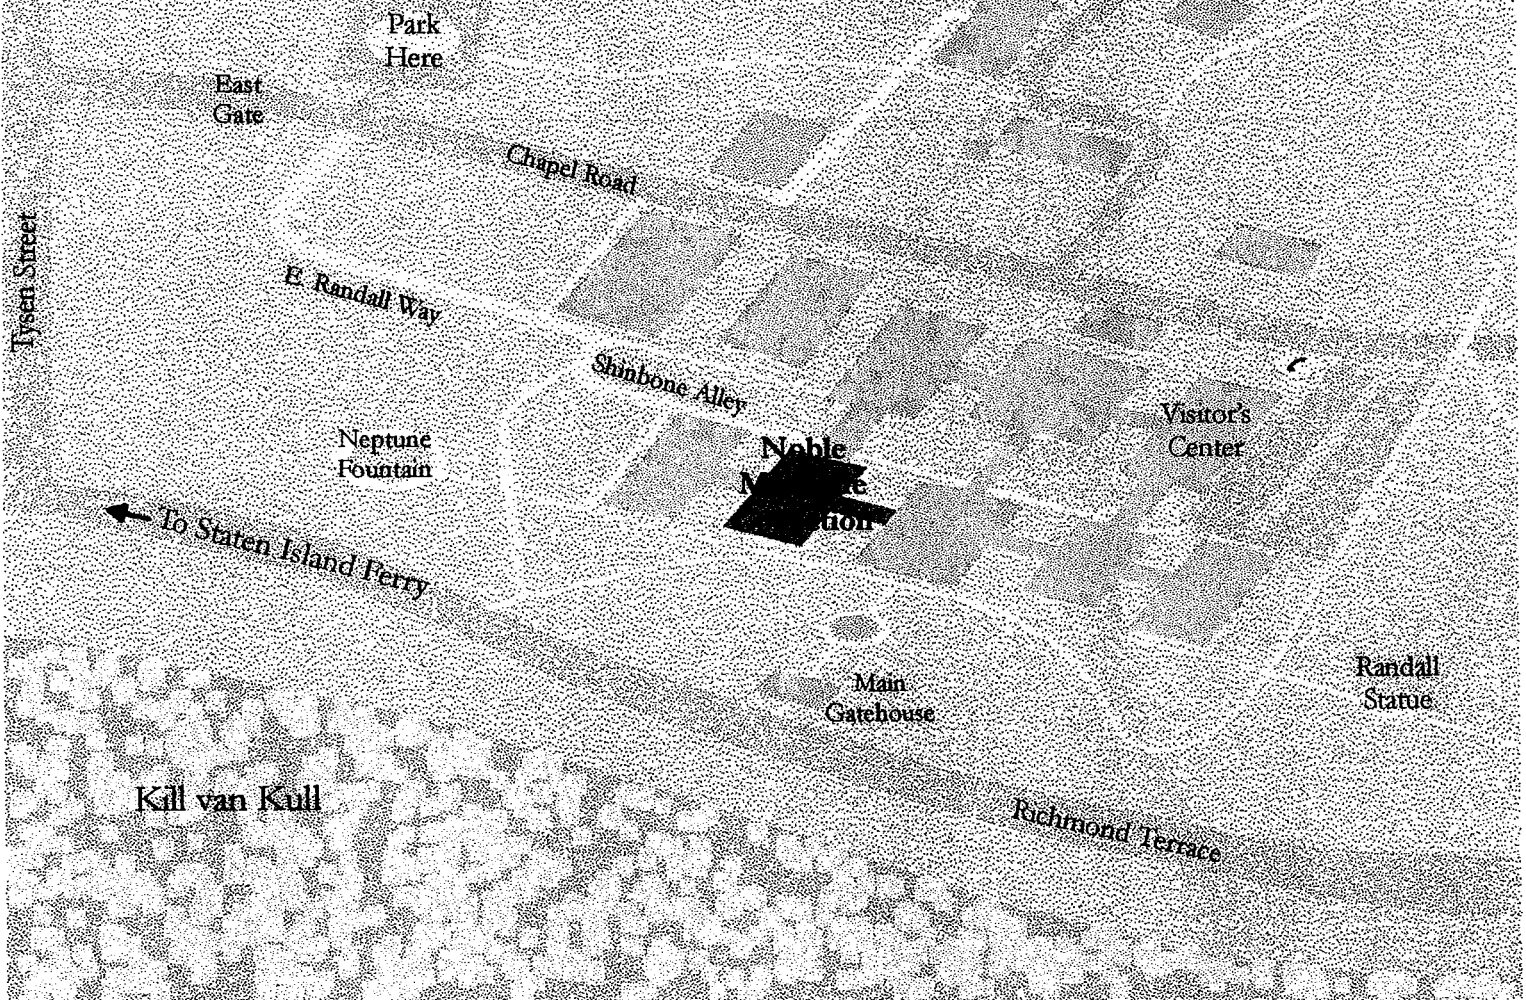 Park
Here
East
Gate
Chapel Road
Tysen Street
E. Randall Way
Shinbone Alley
Visitor's
Center
Neptune
Fountain
Noble
To Staten Island Ferry
Randall
Statue
Main
Gatehouse
Kill van Kull
Richmond Terrace